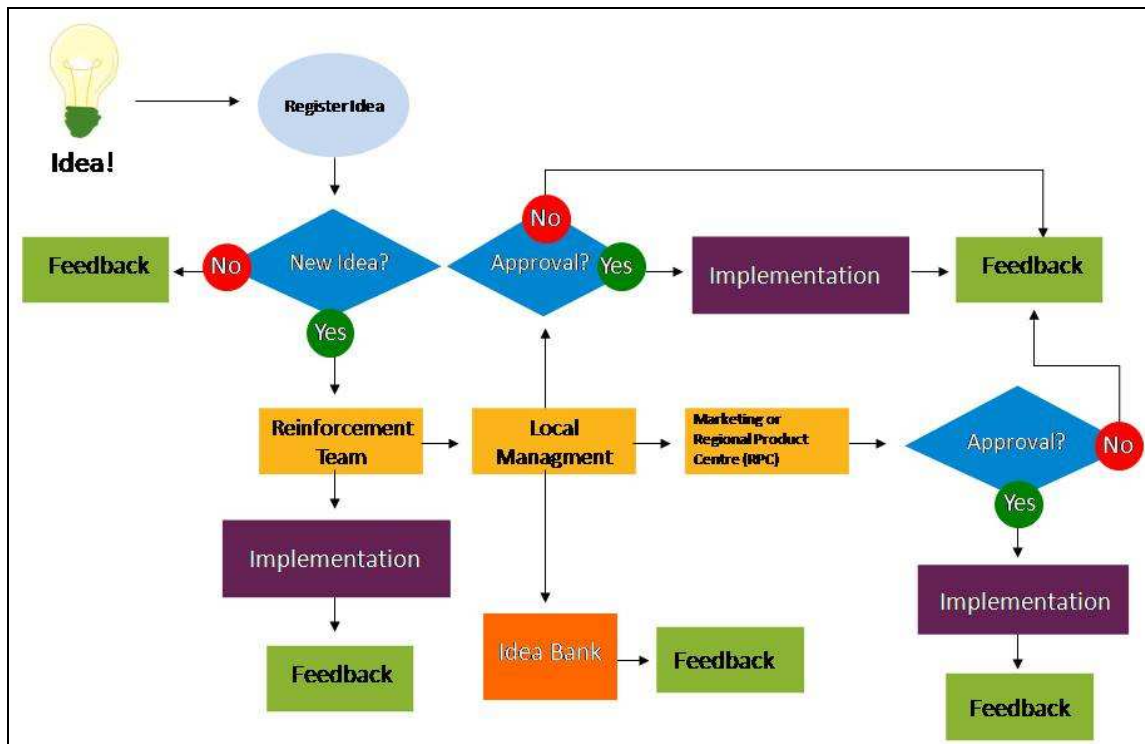 Idea!
Register Idea
Feedback
No
New Idea?
Yes
No
Approval?
Yes
Implementation
Feedback
Reinforcement
Team
Local
Managment
Marketing or
Regional Product
Centre (RPC)
Approval?
No
Yes
Implementation
Feedback
Idea Bank
Feedback
Implementation
Feedback